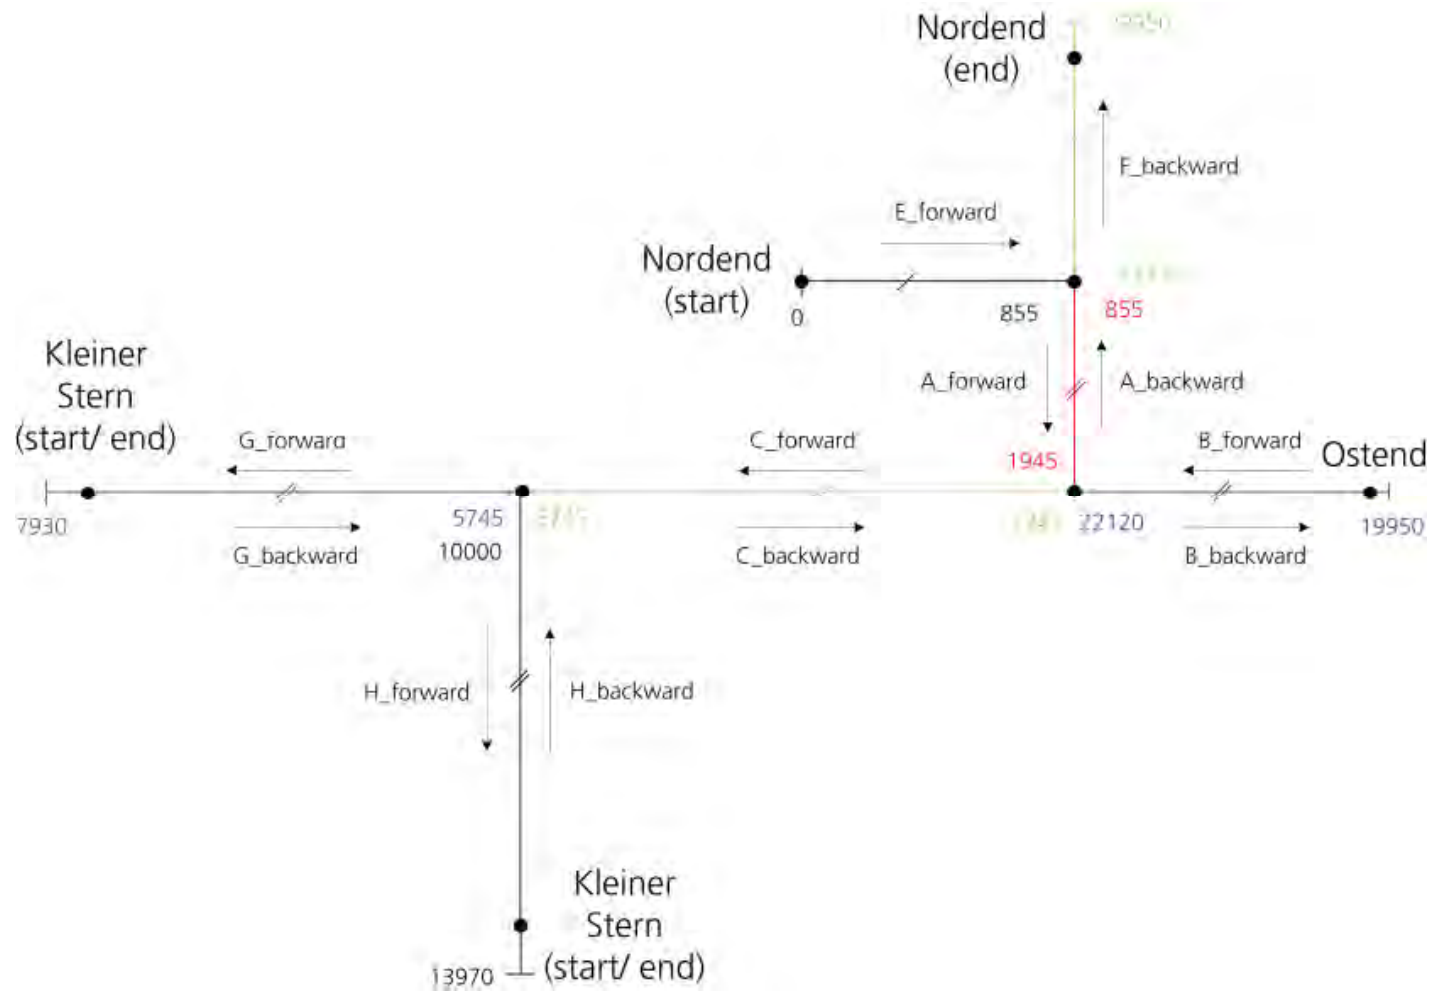 Nordend
(end)
F_backward
E_forward
Nordend
(start)
0
855
855
Kleiner
Stern
(start/ end)
A_forward
A_backward
G_forward
C_forward
1945
B_forward
Ostend
7930
5745
22120
19950
10000
G_backward
C_backward
B_backward
H_forward
H_backward
Kleiner
Stern
(start/ end)
13970